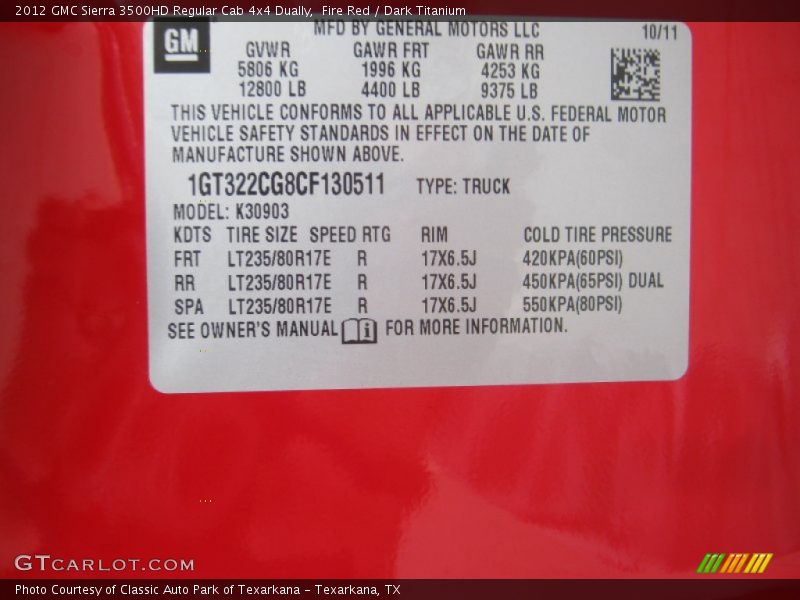 2012 GMC Sierra 3500HD Regular Cab 4x4 Dually, Fire Red / Dark Titanium
GM
MFD BY GENERAL MOTORS LLC 10/11
GVWR GAWR FRT GAWR RR
5806 KG 1996 KG 4253 KG
12800 LB 4400 LB 9375 LB
THIS VEHICLE CONFORMS TO ALL APPLICABLE U.S. FEDERAL MOTOR
VEHICLE SAFETY STANDARDS IN EFFECT ON THE DATE OF
MANUFACTURE SHOWN ABOVE.
1GT322CG8CF130511 TYPE: TRUCK
MODEL: K30903
KDTS TIRE SIZE SPEED RTG RIM COLD TIRE PRESSURE
FRT LT235/80R17E R 17X6.5J 420KPA(60PSI)
RR LT235/80R17E R 17X6.5J 450KPA(65PSI) DUAL
SPA LT235/80R17E R 17X6.5J 550KPA(80PSI)
SEE OWNER'S MANUAL i FOR MORE INFORMATION.
GTCARLOT.COM
Photo Courtesy of Classic Auto Park of Texarkana - Texarkana, TX